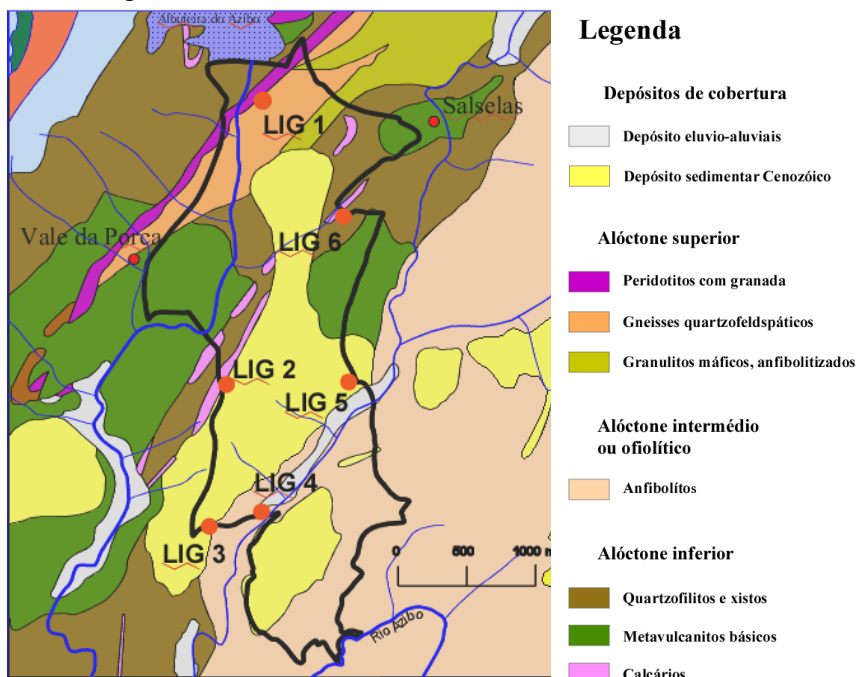 Albufeira do Azibo
Salselas
LIG 1
Vale da Porca
LIG 6
LIG 2
LIG 5
LIG 4
LIG 3
0 500 1000 m
Rio Azibo
Legenda
Depósitos de cobertura
Depósito eluvio-aluviais
Depósito sedimentar Cenozóico
Alóctone superior
Peridotitos com granada
Gneisses quartzofeldspáticos
Granulitos máficos, anfibolitizados
Alóctone intermédio
ou ofiolítico
Anfibolítos
Alóctone inferior
Quartzofilitos e xistos
Metavulcanitos básicos
Calcários